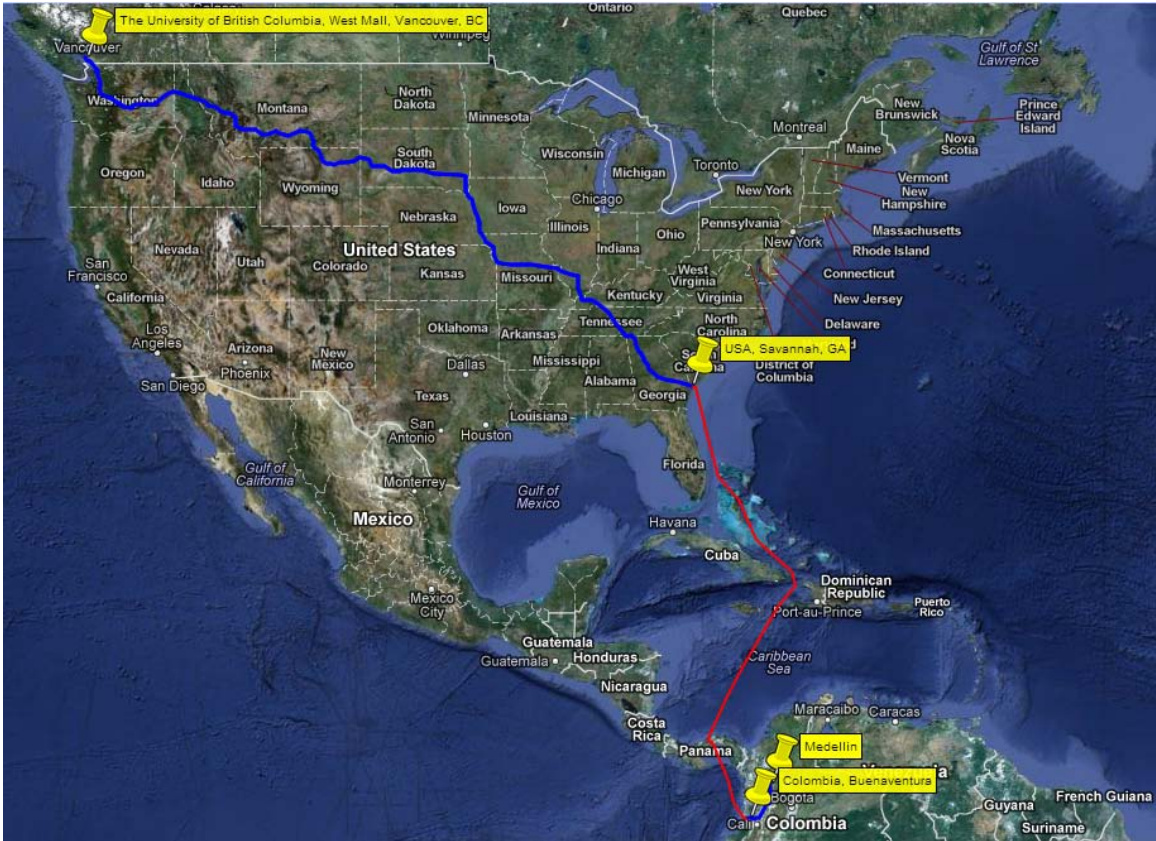 Ontario
Quebec
The University of British Columbia, West Mall, Vancouver, BC
Winnipeg
Vancouver
Gulf of St
Lawrence
Washington
Montana
North
Dakota
Minnesota
New
Brunswick
Prince
Edward
Island
Montreal
Maine
Nova
Scotia
Oregon
Idaho
South
Dakota
Wisconsin
Michigan
Toronto
Vermont
Wyoming
New York
New
Hampshire
Iowa
Chicago
Nebraska
Pennsylvania
Massachusetts
Illinois
Ohio
New York
Nevada
United States
Indiana
Rhode Island
Utah
Colorado
San
Francisco
Kansas
Missouri
West
Virginia
Connecticut
California
Kentucky
Virginia
New Jersey
Los
Angeles
Oklahoma
Tennessee
North
Carolina
Delaware
Arizona
New
Mexico
Arkansas
USA, Savannah, GA
Phoenix
Dallas
Mississippi
District of
Columbia
San Diego
Alabama
Texas
Georgia
Louisiana
San
Antonio
Houston
Gulf of
California
Florida
Monterrey
Gulf of
Mexico
Mexico
Havana
Cuba
Dominican
Republic
Mexico
City
Port-au-Prince
Puerto
Rico
Guatemala
Guatemala
Honduras
Caribbean
Sea
Nicaragua
Maracaibo
Caracas
Costa
Rica
Panama
Medellin
Venezuela
Colombia, Buenaventura
Bogota
Guyana
French Guiana
Cali
Colombia
Suriname